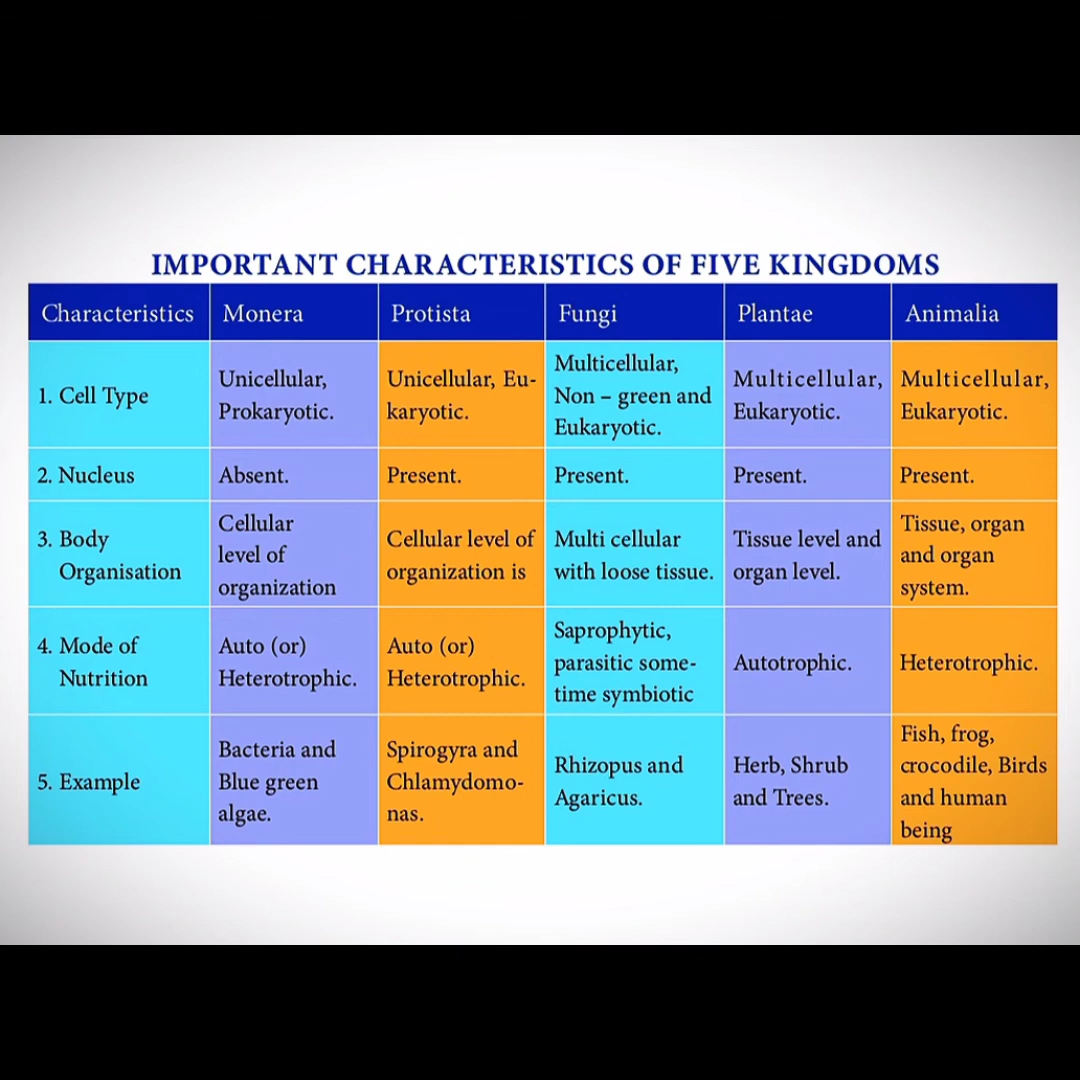 IMPORTANT CHARACTERISTICS OF FIVE KINGDOMS
Characteristics
Monera
Protista
Fungi
Plantae
Animalia
1. Cell Type
Unicellular,
Prokaryotic.
Unicellular, Eu-
karyotic.
Multicellular,
Non – green and
Eukaryotic.
Multicellular,
Eukaryotic.
Multicellular,
Eukaryotic.
2. Nucleus
Absent.
Present.
Present.
Present.
Present.
3. Body
Organisation
Cellular
level of
organization
Cellular level of
organization is
Multi cellular
with loose tissue.
Tissue level and
organ level.
Tissue, organ
and organ
system.
4. Mode of
Nutrition
Auto (or)
Heterotrophic.
Auto (or)
Heterotrophic.
Saprophytic,
parasitic some-
time symbiotic
Autotrophic.
Heterotrophic.
5. Example
Bacteria and
Blue green
algae.
Spirogyra and
Chlamydomo-
nas.
Rhizopus and
Agaricus.
Herb, Shrub
and Trees.
Fish, frog,
crocodile, Birds
and human
being